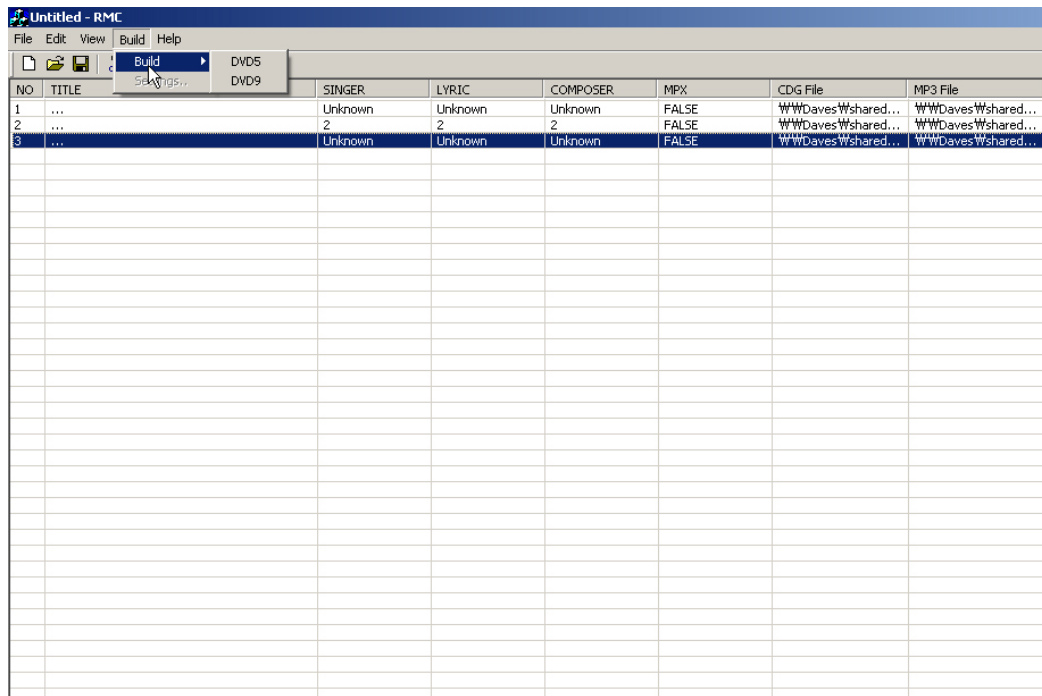 Untitled - RMC
File Edit View Build Help
Build DVD5
Settings.. DVD9
NO TITLE SINGER LYRIC COMPOSER MPX CDG File MP3 File
1 ... Unknown Unknown Unknown FALSE ₩₩Daves₩shared... ₩₩Daves₩shared...
2 ... 2 2 2 FALSE ₩₩Daves₩shared... ₩₩Daves₩shared...
3 ... Unknown Unknown Unknown FALSE ₩₩Daves₩shared... ₩₩Daves₩shared...